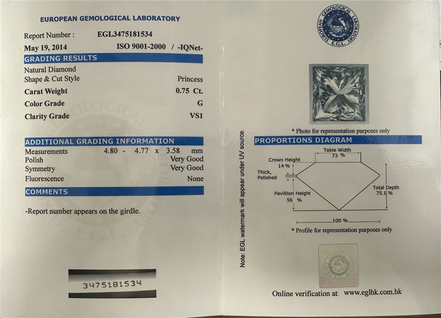 EUROPEAN GEMOLOGICAL LABORATORY
Report Number : EGL3475181534
May 19, 2014 ISO 9001-2000 / -IQNet-
GRADING RESULTS
Natural Diamond
Shape & Cut Style Princess
Carat Weight 0.75 Ct.
Color Grade G
Clarity Grade VS1
ADDITIONAL GRADING INFORMATION
Measurements 4.80 - 4.77 x 3.58 mm
Polish Very Good
Symmetry Very Good
Fluorescence None
COMMENTS
-Report number appears on the girdle.
3475181534
Note: EGL watermark will appear under UV source.
* Photo for representation purposes only
PROPORTIONS DIAGRAM
Table Width
73 %
Crown Height
14 %
Thick,
Polished
Total Depth
75.1 %
Pavillion Height
56 %
100 %
* Profile for representation purposes only
Online verification at: www.eglhk.com.hk